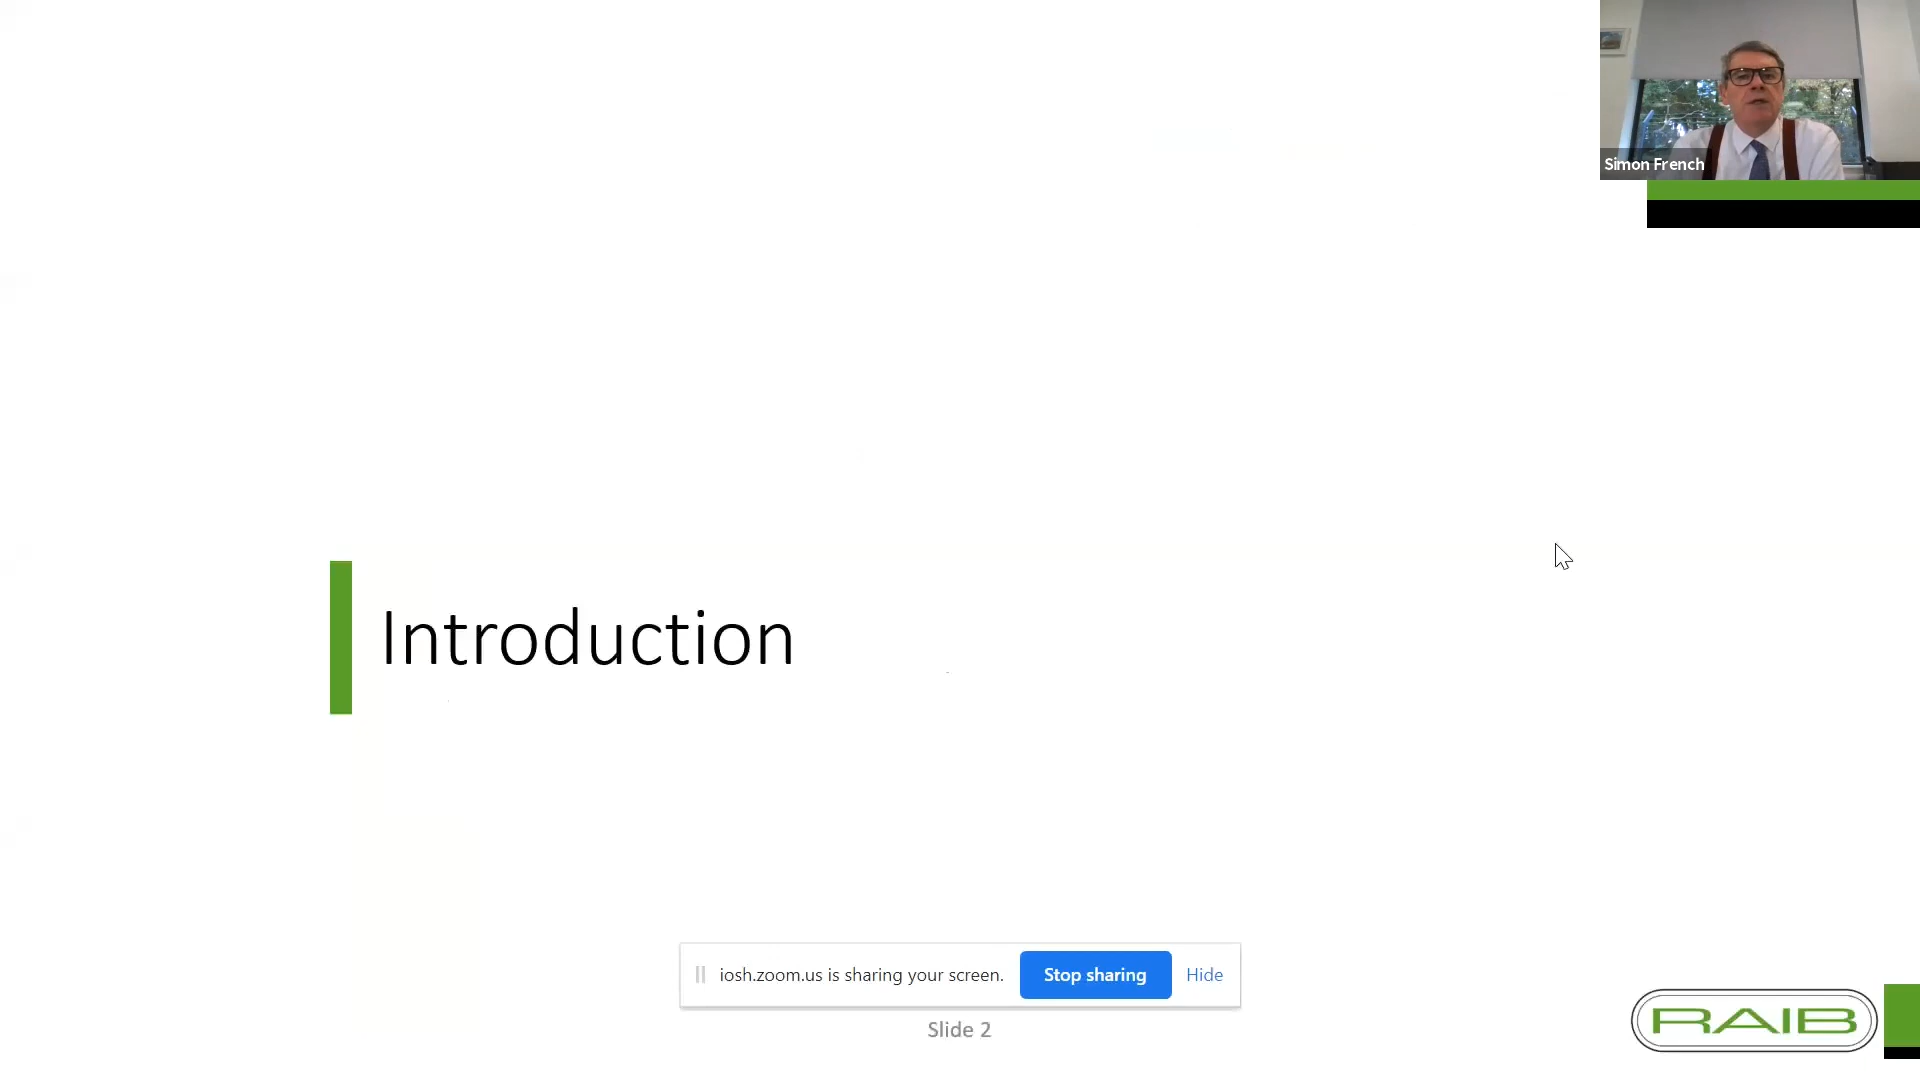 Simon French
Introduction
iosh.zoom.us is sharing your screen. Stop sharing Hide
Slide 2
RAIB